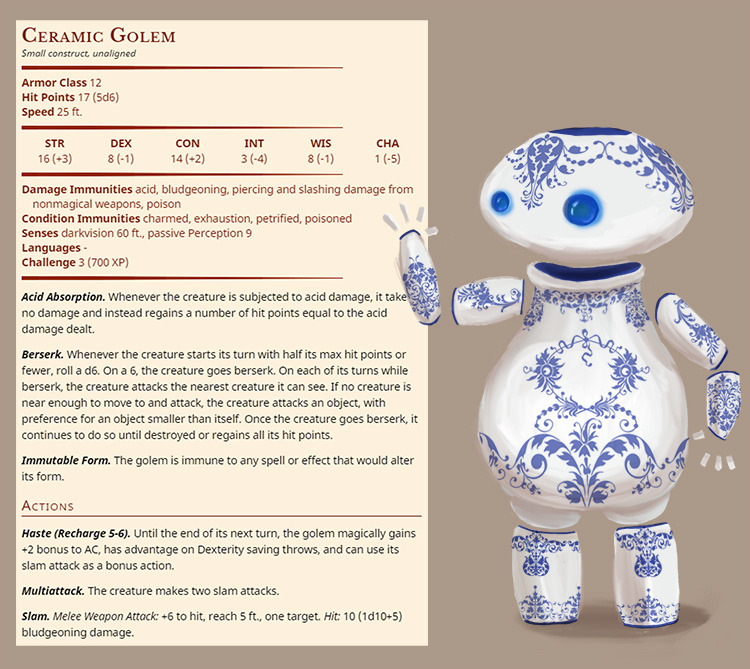 Ceramic Golem
Small construct, unaligned
Armor Class 12
Hit Points 17 (5d6)
Speed 25 ft.
STR DEX CON INT WIS CHA
16 (+3) 8 (-1) 14 (+2) 3 (-4) 8 (-1) 1 (-5)
Damage Immunities acid, bludgeoning, piercing and slashing damage from
nonmagical weapons, poison
Condition Immunities charmed, exhaustion, petrified, poisoned
Senses darkvision 60 ft., passive Perception 9
Languages -
Challenge 3 (700 XP)
Acid Absorption. Whenever the creature is subjected to acid damage, it take
no damage and instead regains a number of hit points equal to the acid
damage dealt.
Berserk. Whenever the creature starts its turn with half its max hit points or
fewer, roll a d6. On a 6, the creature goes berserk. On each of its turns while
berserk, the creature attacks the nearest creature it can see. If no creature is
near enough to move to and attack, the creature attacks an object, with
preference for an object smaller than itself. Once the creature goes berserk, it
continues to do so until destroyed or regains all its hit points.
Immutable Form. The golem is immune to any spell or effect that would alter
its form.
Actions
Haste (Recharge 5-6). Until the end of its next turn, the golem magically gains
+2 bonus to AC, has advantage on Dexterity saving throws, and can use its
slam attack as a bonus action.
Multiattack. The creature makes two slam attacks.
Slam. Melee Weapon Attack: +6 to hit, reach 5 ft., one target. Hit: 10 (1d10+5)
bludgeoning damage.